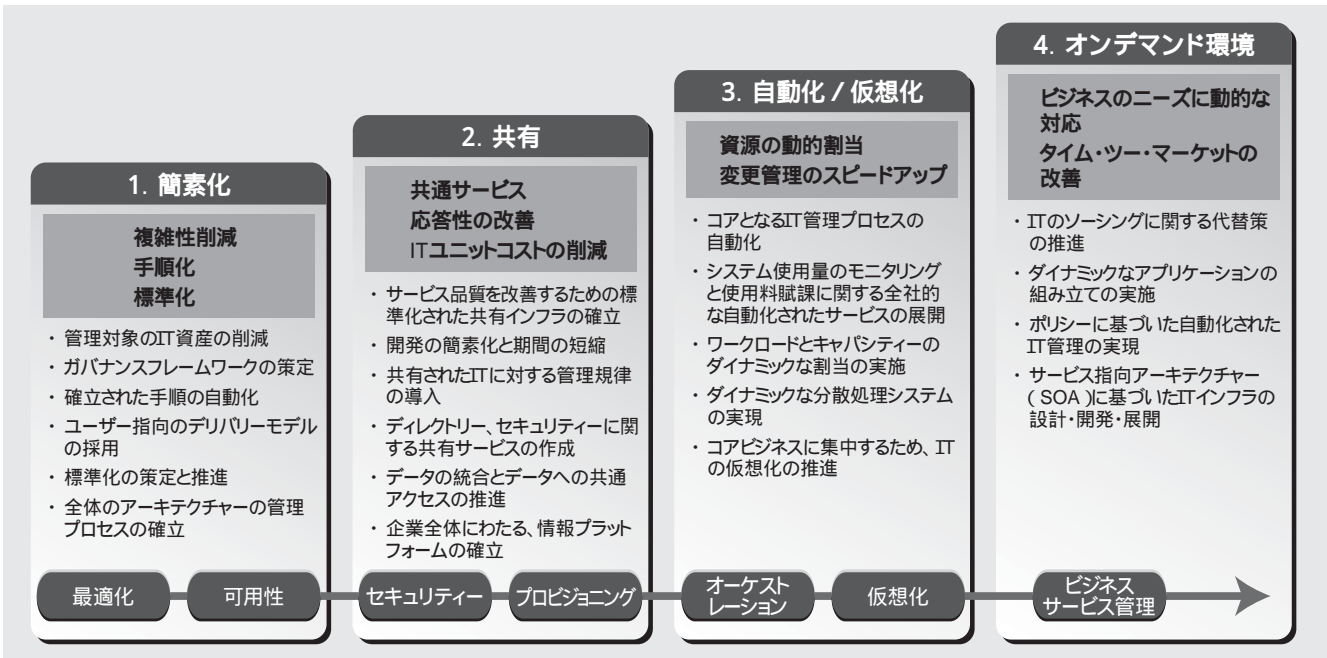 1. 簡素化
複雑性削減
手順化
標準化
・ 管理対象のIT資産の削減
・ ガバナンスフレームワークの策定
・ 確立された手順の自動化
・ ユーザー指向のデリバリーモデル
の採用
・ 標準化の策定と推進
・ 全体のアーキテクチャーの管理
プロセスの確立
2. 共有
共通サービス
応答性の改善
ITユニットコストの削減
・ サービス品質を改善するための標
準化された共有インフラの確立
・ 開発の簡素化と期間の短縮
・ 共有されたITに対する管理規律
の導入
・ ディレクトリー、セキュリティーに関
する共有サービスの作成
・ データの統合とデータへの共通
アクセスの推進
・ 企業全体にわたる、情報プラット
フォームの確立
3. 自動化 / 仮想化
資源の動的割当
変更管理のスピードアップ
・ コアとなるIT管理プロセスの
自動化
・ システム使用量のモニタリング
と使用料賦課に関する全社的
な自動化されたサービスの展開
・ ワークロードとキャパシティーの
ダイナミックな割当の実施
・ ダイナミックな分散処理システム
の実現
・ コアビジネスに集中するため、IT
の仮想化の推進
4. オンデマンド環境
ビジネスのニーズに動的な
対応
タイム・ツー・マーケットの
改善
・ ITのソーシングに関する代替策
の推進
・ ダイナミックなアプリケーションの
組み立ての実施
・ ポリシーに基づいた自動化された
IT管理の実現
・ サービス指向アーキテクチャー
( SOA )に基づいたITインフラの
設計・開発・展開
最適化
可用性
セキュリティー
プロビジョニング
オーケスト
レーション
仮想化
ビジネス
サービス管理